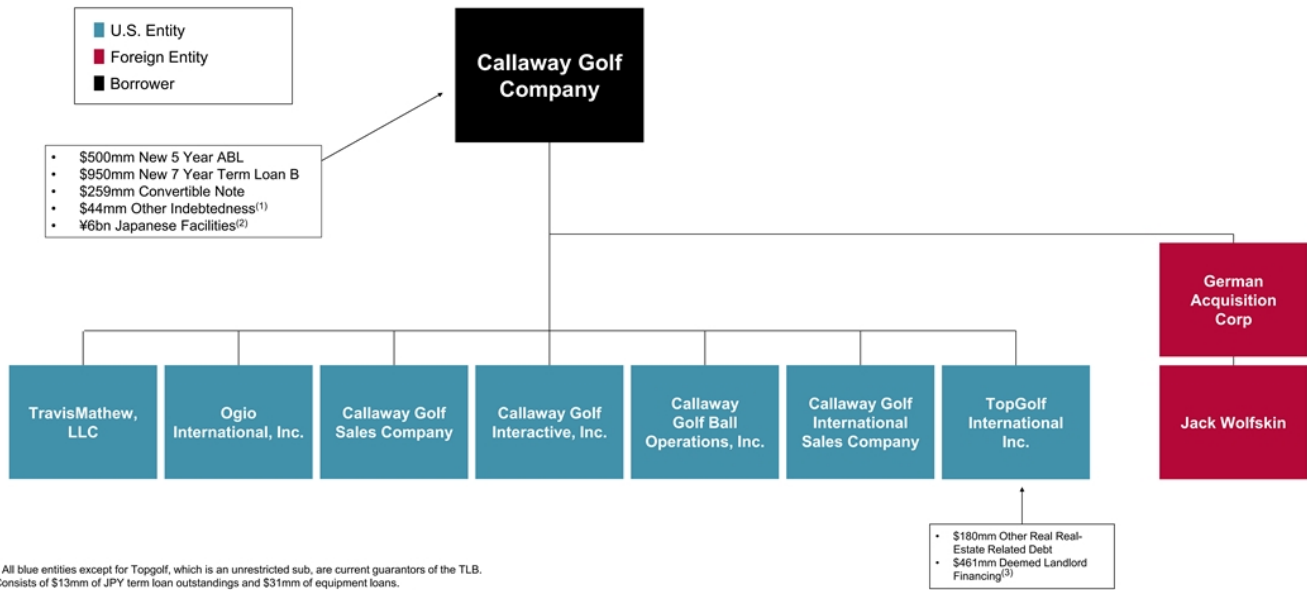 U.S. Entity
Foreign Entity
Borrower
Callaway Golf
Company
• $500mm New 5 Year ABL
• $950mm New 7 Year Term Loan B
• $259mm Convertible Note
• $44mm Other Indebtedness(1)
• ¥6bn Japanese Facilities(2)
German
Acquisition
Corp
TravisMathew,
LLC
Ogio
International, Inc.
Callaway Golf
Sales Company
Callaway Golf
Interactive, Inc.
Callaway
Golf Ball
Operations, Inc.
Callaway Golf
International
Sales Company
TopGolf
International
Inc.
Jack Wolfskin
• $180mm Other Real Real-
Estate Related Debt
• $461mm Deemed Landlord
Financing(3)
All blue entities except for Topgolf, which is an unrestricted sub, are current guarantors of the TLB.
Consists of $13mm of JPY term loan outstandings and $31mm of equipment loans.